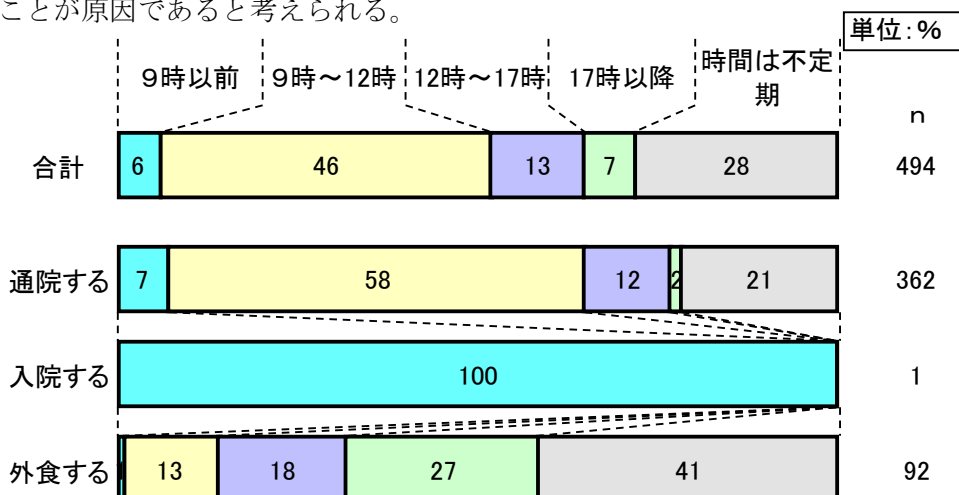 ことが原因であると考えられる。
単位:％
9時以前 9時～12時 12時～17時 17時以降 時間は不定
期
n
合計 6 46 13 7 28 494
通院する 7 58 12 2 21 362
入院する 100 1
外食する 13 18 27 41 92